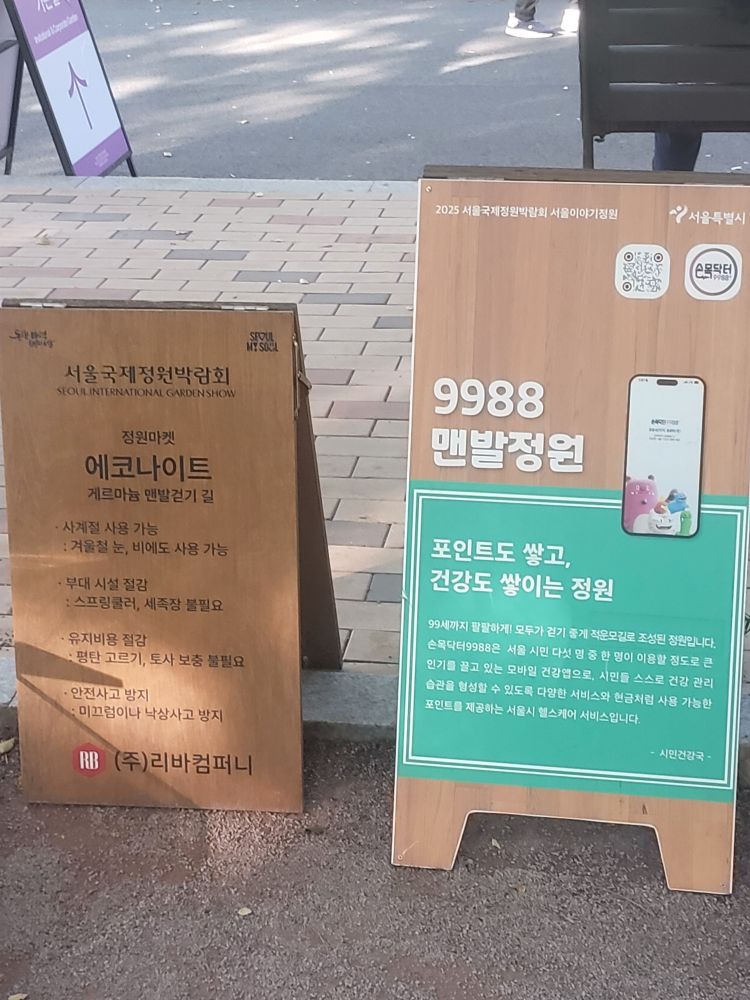 Invitational & Composite Garden
SEOUL
MY SOUL
서울국제정원박람회
SEOUL INTERNATIONAL GARDEN SHOW
정원마켓
에코나이트
게르마늄 맨발걷기 길
· 사계절 사용 가능
: 겨울철 눈, 비에도 사용 가능
· 부대 시설 절감
: 스프링쿨러, 세족장 불필요
· 유지비용 절감
: 평탄 고르기, 토사 보충 불필요
· 안전사고 방지
: 미끄럼이나 낙상사고 방지
RB (주)리바컴퍼니
2025 서울국제정원박람회 서울이야기정원
서울특별시
손목닥터
9988
9988
맨발정원
포인트도 쌓고,
건강도 쌓이는 정원
99세까지 팔팔하게! 모두가 걷기 좋게 적운모길로 조성된 정원입니다.
손목닥터9988은 서울 시민 다섯 명 중 한 명이 이용할 정도로 큰
인기를 끌고 있는 모바일 건강앱으로, 시민들 스스로 건강 관리
습관을 형성할 수 있도록 다양한 서비스와 현금처럼 사용 가능한
포인트를 제공하는 서울시 헬스케어 서비스입니다.
- 시민건강국 -